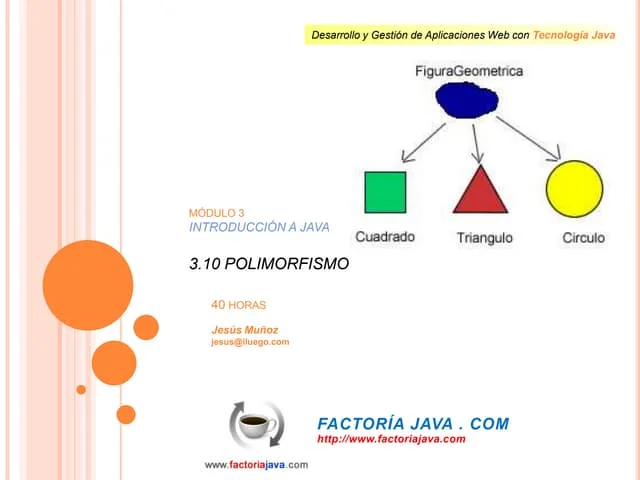 Desarrollo y Gestión de Aplicaciones Web con Tecnología Java
FiguraGeometrica
Cuadrado Triangulo Circulo
MÓDULO 3
INTRODUCCIÓN A JAVA
3.10 POLIMORFISMO
40 HORAS
Jesús Muñoz
jesus@iluego.com
FACTORÍA JAVA . COM
http://www.factoriajava.com
www.factoriajava.com